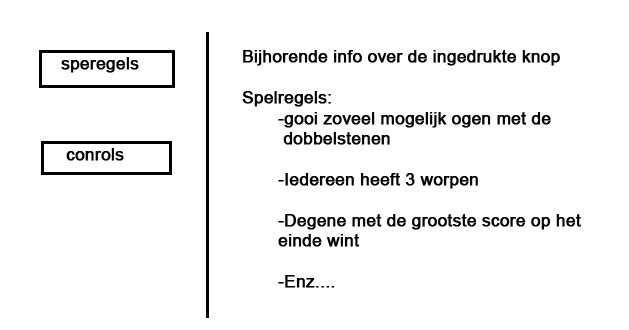 speregels
conrols
Bijhorende info over de ingedrukte knop
Spelregels:
-gooi zoveel mogelijk ogen met de
dobbelstenen
-Iedereen heeft 3 worpen
-Degene met de grootste score op het
einde wint
-Enz....